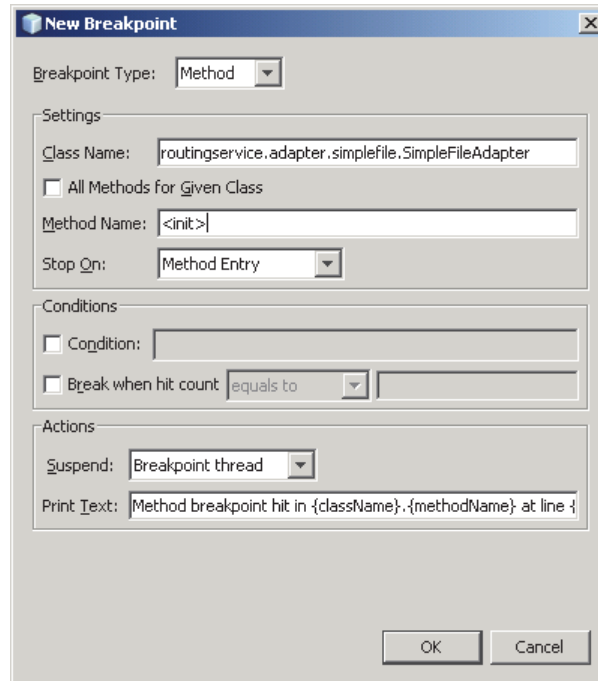 New Breakpoint
Breakpoint Type: Method
Settings
Class Name: routingservice.adapter.simplefile.SimpleFileAdapter
All Methods for Given Class
Method Name: <init>
Stop On: Method Entry
Conditions
Condition:
Break when hit count equals to
Actions
Suspend: Breakpoint thread
Print Text: Method breakpoint hit in {className}.{methodName} at line {
OK Cancel